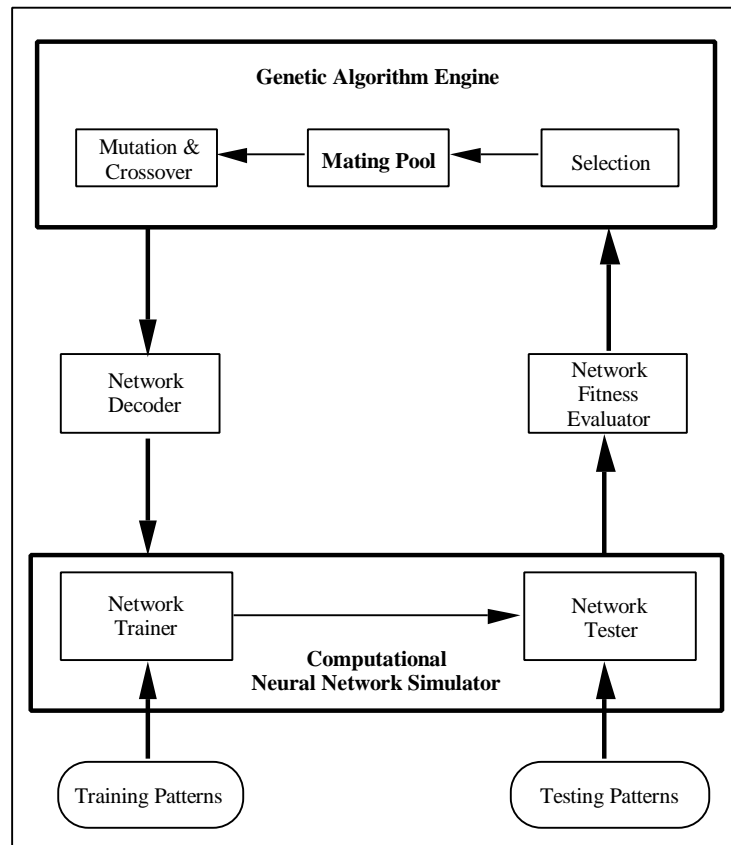 Genetic Algorithm Engine
Mutation &
Crossover
Mating Pool
Selection
Network
Decoder
Network
Fitness
Evaluator
Network
Trainer
Network
Tester
Computational
Neural Network Simulator
Training Patterns
Testing Patterns